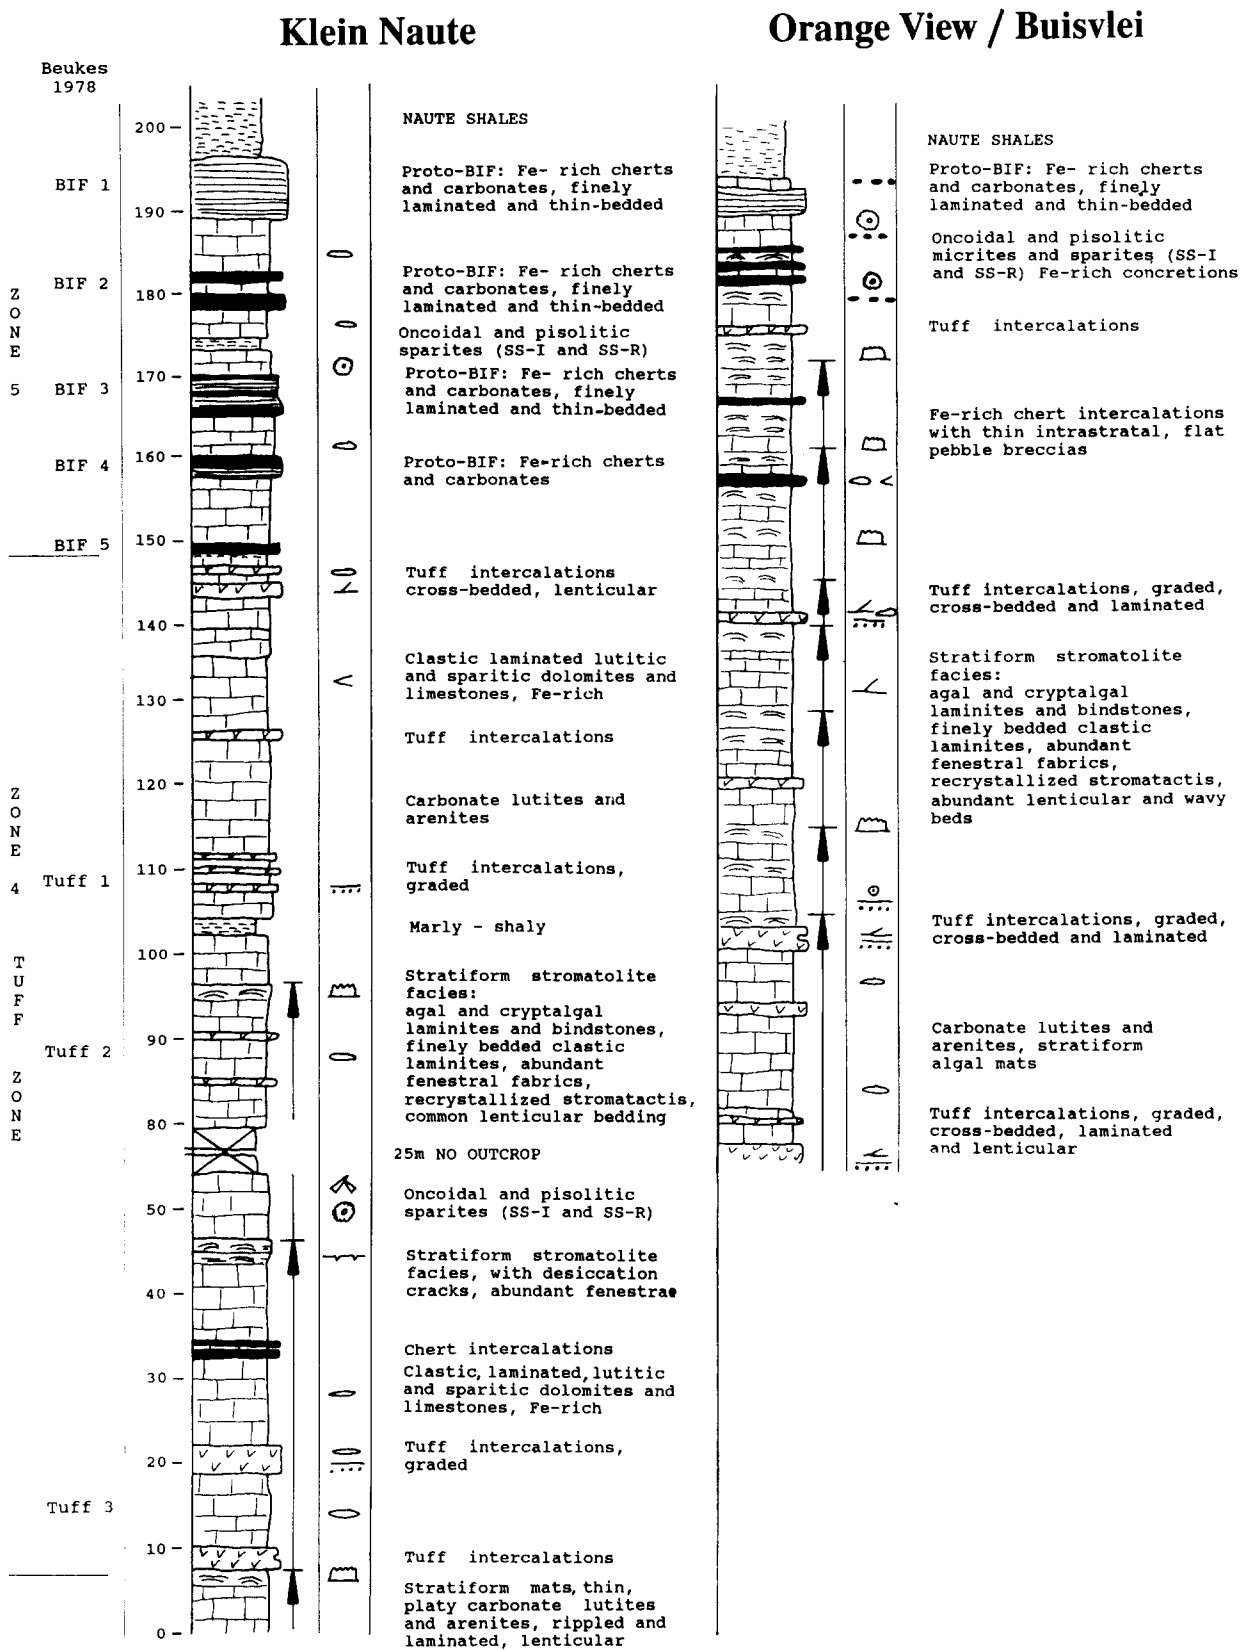 Klein Naute
Orange View / Buisvlei
Beukes
1978
BIF 1
BIF 2
BIF 3
BIF 4
BIF 5
Tuff 1
Tuff 2
Tuff 3
ZONE 5
ZONE 4
TUFF ZONE
200
190
180
170
160
150
140
130
120
110
100
90
80
50
40
30
20
10
0
NAUTE SHALES
Proto-BIF: Fe- rich cherts
and carbonates, finely
laminated and thin-bedded
Proto-BIF: Fe- rich cherts
and carbonates, finely
laminated and thin-bedded
Oncoidal and pisolitic
sparites (SS-I and SS-R)
Proto-BIF: Fe- rich cherts
and carbonates, finely
laminated and thin-bedded
Proto-BIF: Fe-rich cherts
and carbonates
Tuff intercalations
cross-bedded, lenticular
Clastic laminated lutitic
and sparitic dolomites and
limestones, Fe-rich
Tuff intercalations
Carbonate lutites and
arenites
Tuff intercalations,
graded
Marly - shaly
Stratiform stromatolite
facies:
agal and cryptalgal
laminites and bindstones,
finely bedded clastic
laminites, abundant
fenestral fabrics,
recrystallized stromatactis,
common lenticular bedding
25m NO OUTCROP
Oncoidal and pisolitic
sparites (SS-I and SS-R)
Stratiform stromatolite
facies, with desiccation
cracks, abundant fenestrae
Chert intercalations
Clastic, laminated, lutitic
and sparitic dolomites and
limestones, Fe-rich
Tuff intercalations,
graded
Tuff intercalations
Stratiform mats, thin,
platy carbonate lutites
and arenites, rippled and
laminated, lenticular
NAUTE SHALES
Proto-BIF: Fe- rich cherts
and carbonates, finely
laminated and thin-bedded
Oncoidal and pisolitic
micrites and sparites (SS-I
and SS-R) Fe-rich concretions
Tuff intercalations
Fe-rich chert intercalations
with thin intrastratal, flat
pebble breccias
Tuff intercalations, graded,
cross-bedded and laminated
Stratiform stromatolite
facies:
agal and cryptalgal
laminites and bindstones,
finely bedded clastic
laminites, abundant
fenestral fabrics,
recrystallized stromatactis,
abundant lenticular and wavy
beds
Tuff intercalations, graded,
cross-bedded and laminated
Carbonate lutites and
arenites, stratiform
algal mats
Tuff intercalations, graded,
cross-bedded, laminated
and lenticular